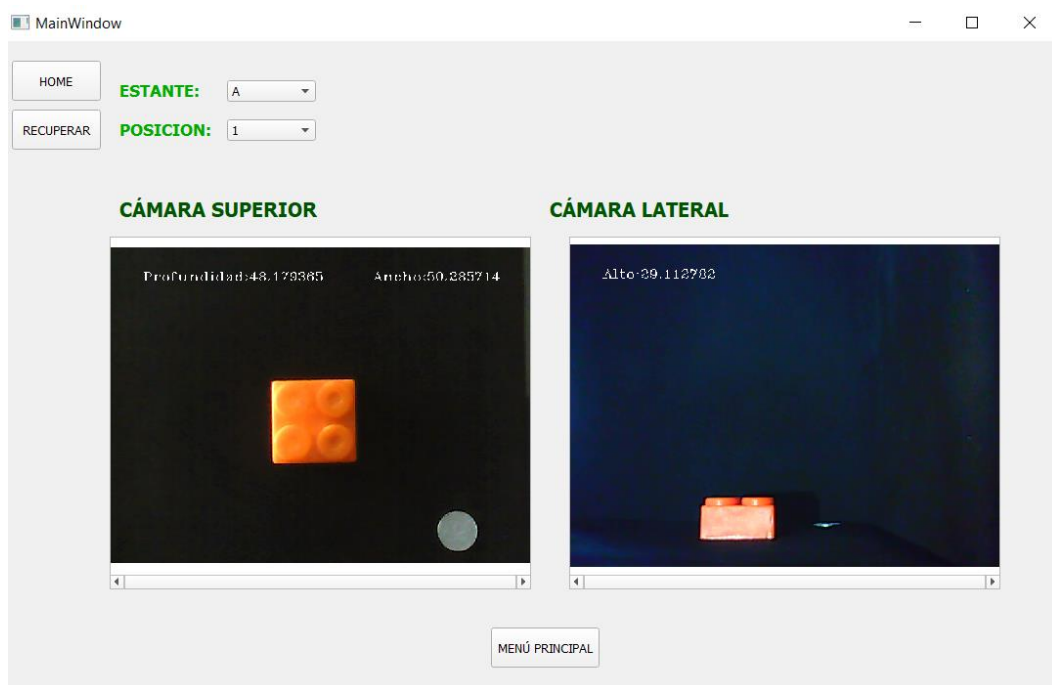 MainWindow
HOME
ESTANTE: A
RECUPERAR
POSICION: 1
CÁMARA SUPERIOR
CÁMARA LATERAL
Profundidad:48.179365 Ancho:50.285714
Alto:29.112782
MENÚ PRINCIPAL